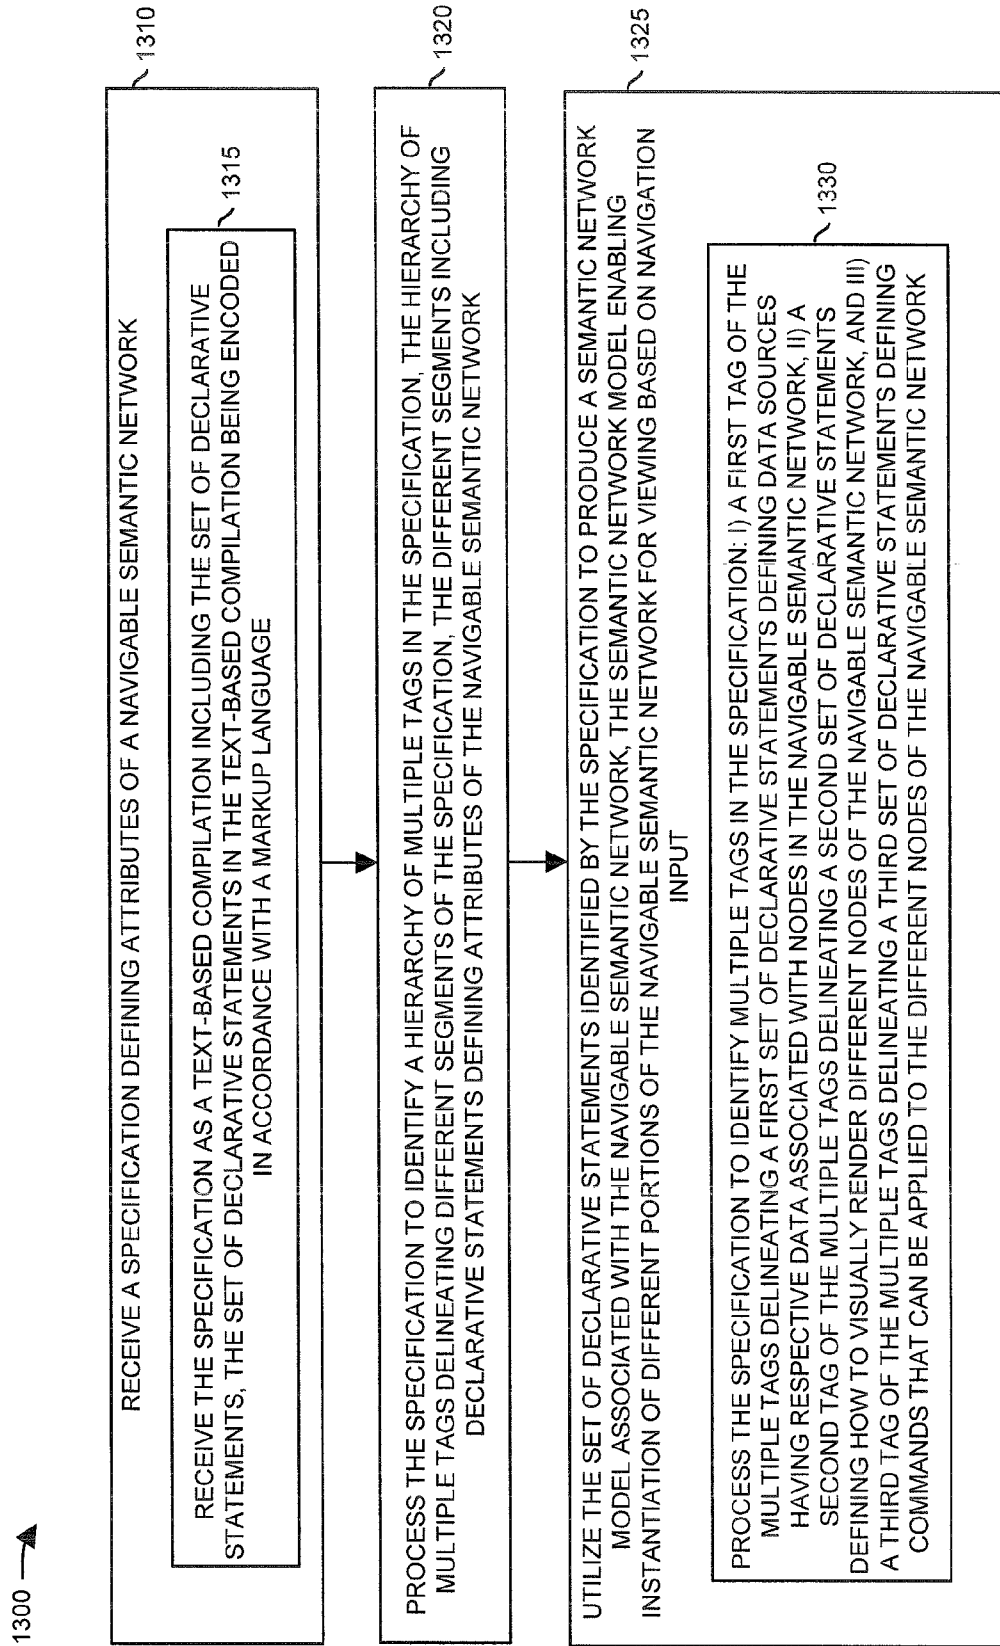 1300
RECEIVE A SPECIFICATION DEFINING ATTRIBUTES OF A NAVIGABLE SEMANTIC NETWORK
1310
RECEIVE THE SPECIFICATION AS A TEXT-BASED COMPILATION INCLUDING THE SET OF DECLARATIVE
STATEMENTS, THE SET OF DECLARATIVE STATEMENTS IN THE TEXT-BASED COMPILATION BEING ENCODED
IN ACCORDANCE WITH A MARKUP LANGUAGE
1315
PROCESS THE SPECIFICATION TO IDENTIFY A HIERARCHY OF MULTIPLE TAGS IN THE SPECIFICATION, THE HIERARCHY OF
MULTIPLE TAGS DELINEATING DIFFERENT SEGMENTS OF THE SPECIFICATION, THE DIFFERENT SEGMENTS INCLUDING
DECLARATIVE STATEMENTS DEFINING ATTRIBUTES OF THE NAVIGABLE SEMANTIC NETWORK
1320
UTILIZE THE SET OF DECLARATIVE STATEMENTS IDENTIFIED BY THE SPECIFICATION TO PRODUCE A SEMANTIC NETWORK
MODEL ASSOCIATED WITH THE NAVIGABLE SEMANTIC NETWORK, THE SEMANTIC NETWORK MODEL ENABLING
INSTANTIATION OF DIFFERENT PORTIONS OF THE NAVIGABLE SEMANTIC NETWORK FOR VIEWING BASED ON NAVIGATION
INPUT
1325
PROCESS THE SPECIFICATION TO IDENTIFY MULTIPLE TAGS IN THE SPECIFICATION: I) A FIRST TAG OF THE
MULTIPLE TAGS DELINEATING A FIRST SET OF DECLARATIVE STATEMENTS DEFINING DATA SOURCES
HAVING RESPECTIVE DATA ASSOCIATED WITH NODES IN THE NAVIGABLE SEMANTIC NETWORK, II) A
SECOND TAG OF THE MULTIPLE TAGS DELINEATING A SECOND SET OF DECLARATIVE STATEMENTS
DEFINING HOW TO VISUALLY RENDER DIFFERENT NODES OF THE NAVIGABLE SEMANTIC NETWORK, AND III)
A THIRD TAG OF THE MULTIPLE TAGS DELINEATING A THIRD SET OF DECLARATIVE STATEMENTS DEFINING
COMMANDS THAT CAN BE APPLIED TO THE DIFFERENT NODES OF THE NAVIGABLE SEMANTIC NETWORK
1330